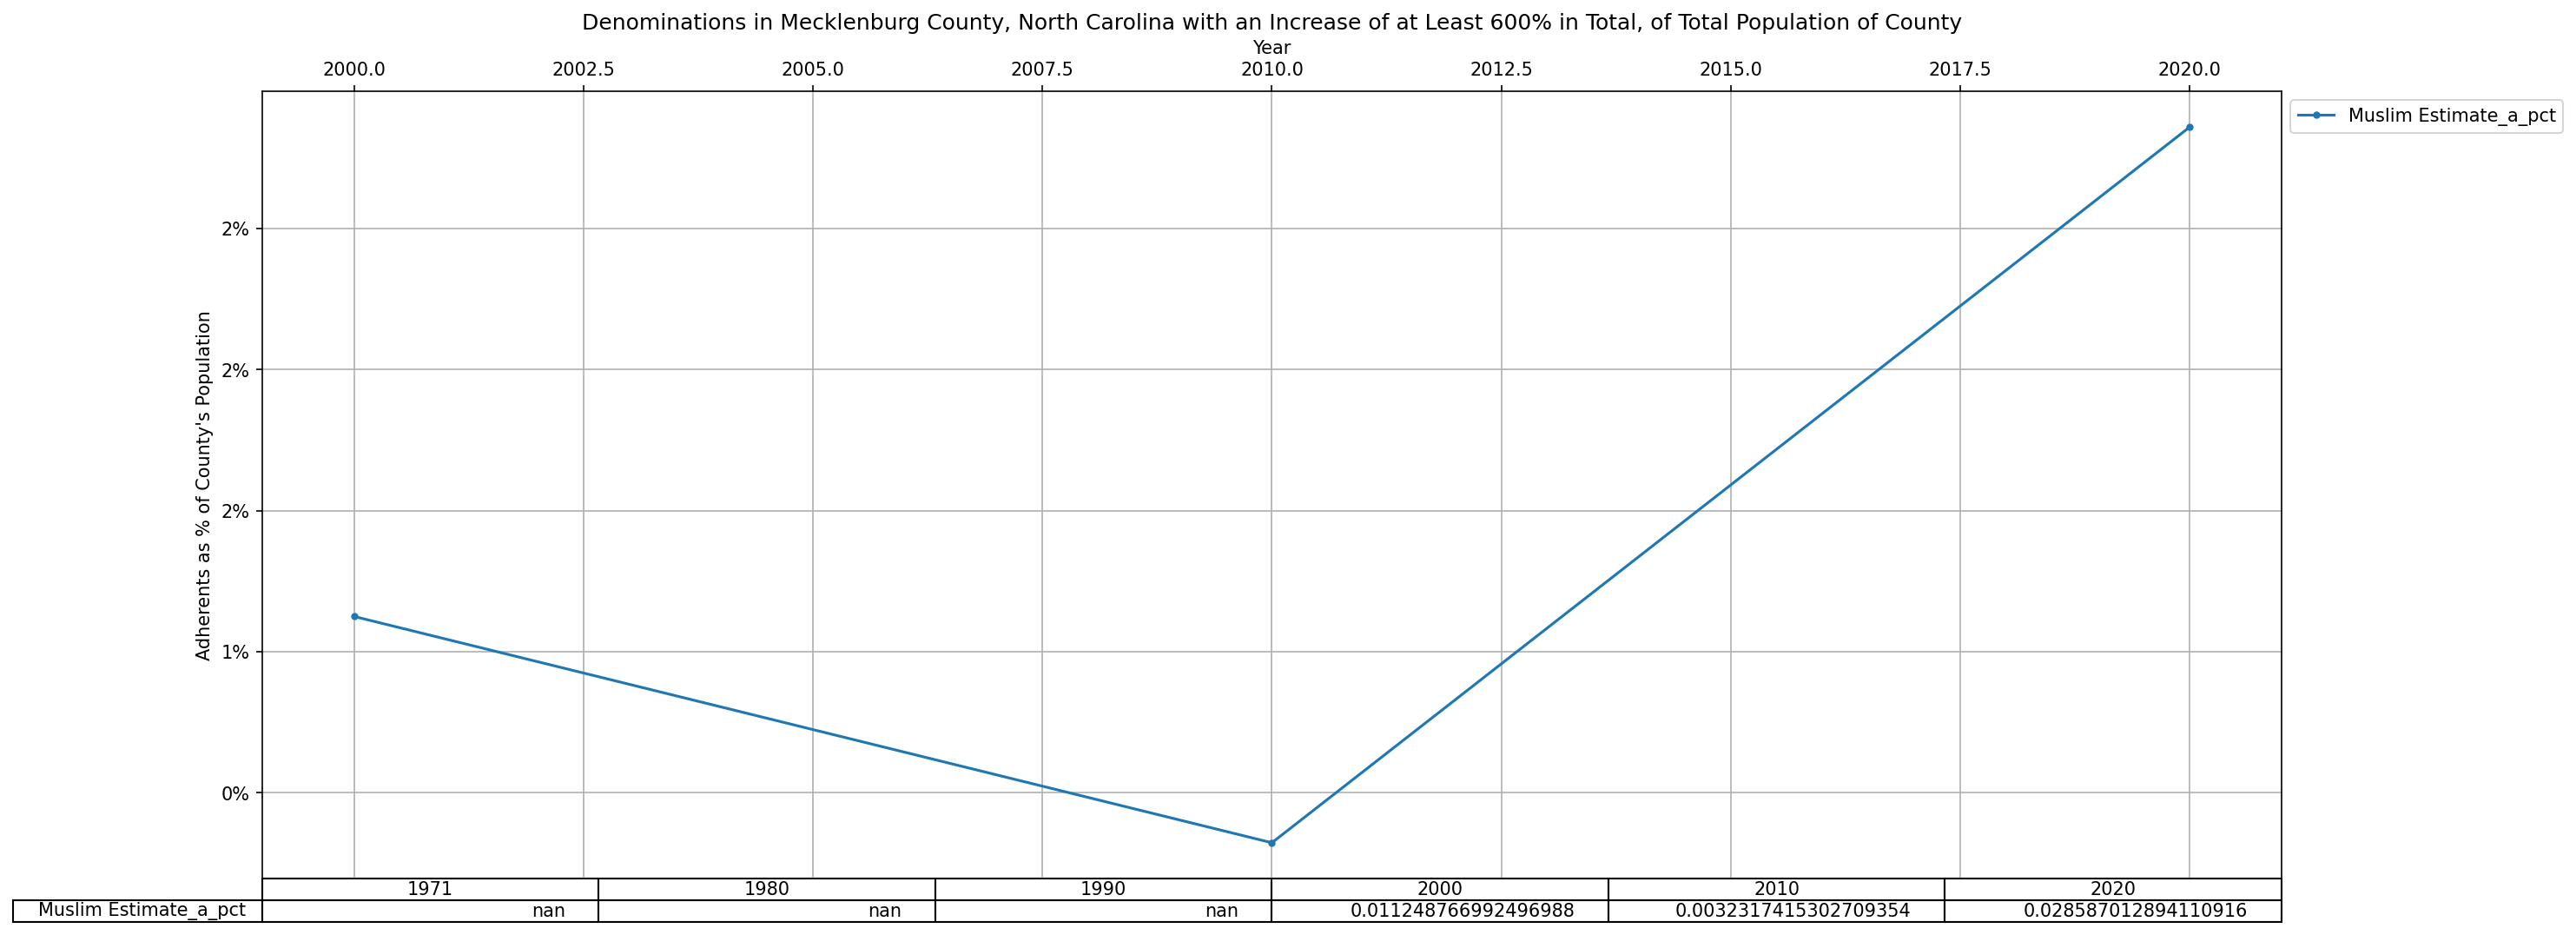 Denominations in Mecklenburg County, North Carolina with an Increase of at Least 600% in Total, of Total Population of County
Year
2000.0 2002.5 2005.0 2007.5 2010.0 2012.5 2015.0 2017.5 2020.0
Muslim Estimate_a_pct
2%
2%
2%
1%
0%
Adherents as % of County's Population
1971 1980 1990 2000 2010 2020
Muslim Estimate_a_pct nan nan nan 0.011248766992496988 0.0032317415302709354 0.028587012894110916